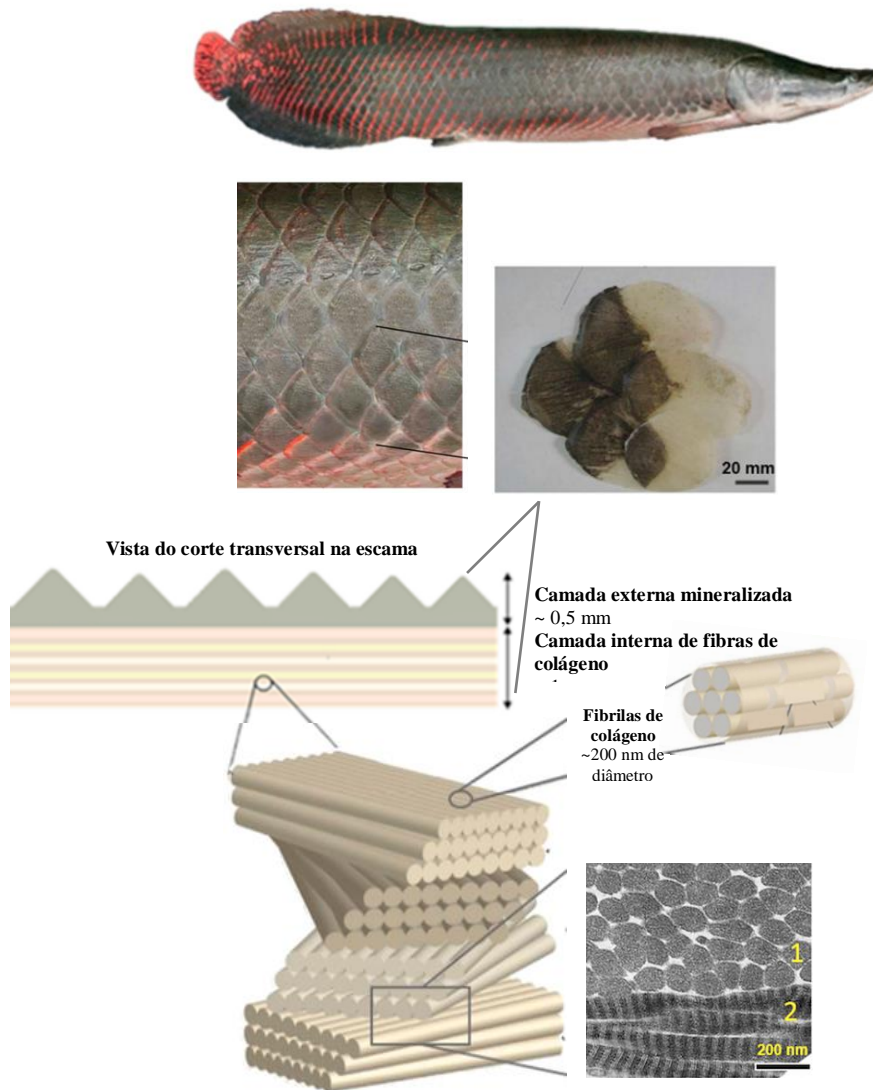 20 mm
Vista do corte transversal na escama
Camada externa mineralizada
~ 0,5 mm
Camada interna de fibras de
colágeno
Fibrilas de
colágeno
~200 nm de
diâmetro
1
2
200 nm